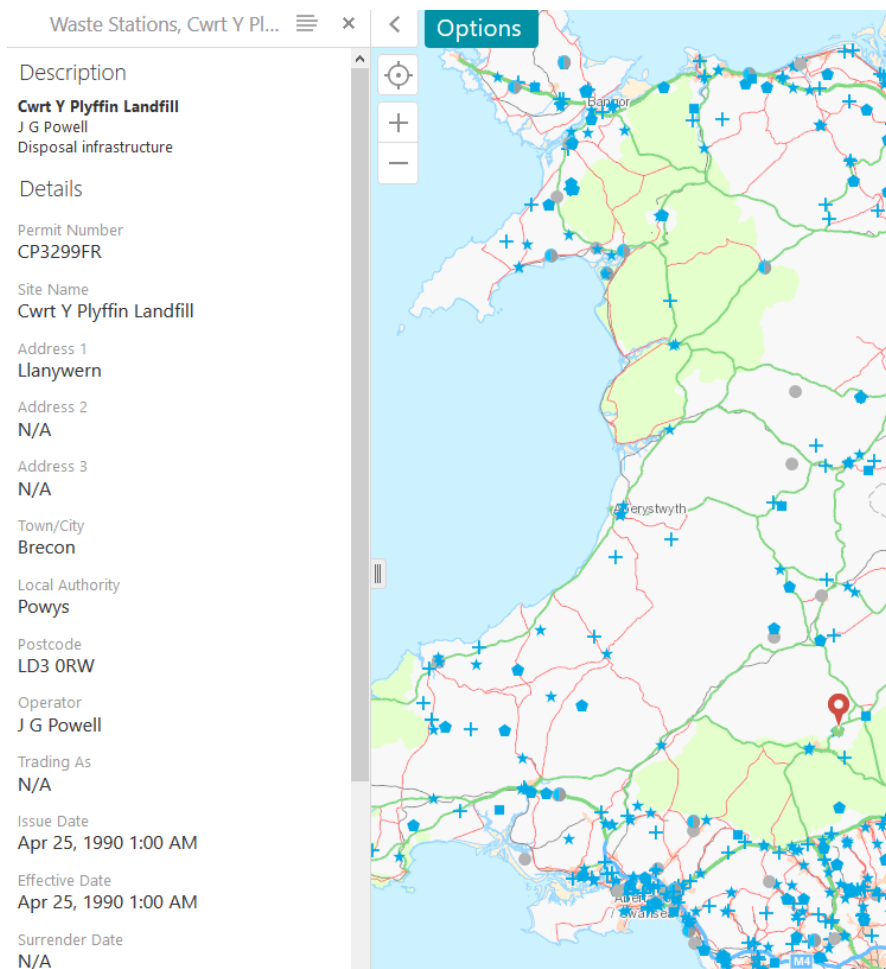 Waste Stations, Cwrt Y Pl...
Options
Description
Cwrt Y Plyffin Landfill
J G Powell
Disposal infrastructure
Details
Permit Number
CP3299FR
Site Name
Cwrt Y Plyffin Landfill
Address 1
Llanywern
Address 2
N/A
Address 3
N/A
Town/City
Brecon
Local Authority
Powys
Postcode
LD3 0RW
Operator
J G Powell
Trading As
N/A
Issue Date
Apr 25, 1990 1:00 AM
Effective Date
Apr 25, 1990 1:00 AM
Surrender Date
N/A
Bangor
Aberystwyth
/ Swansea
M4